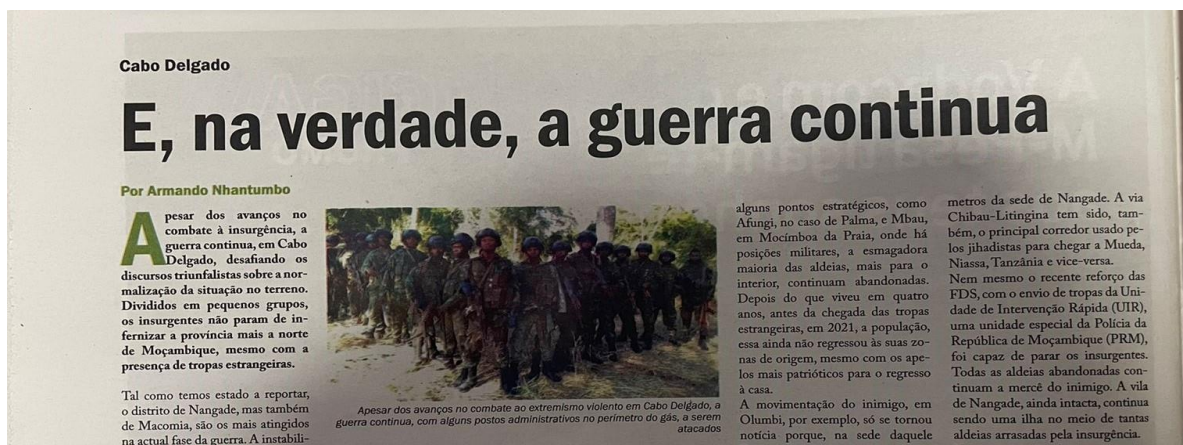 Cabo Delgado
E, na verdade, a guerra continua
Por Armando Nhantumbo
Apesar dos avanços no
combate à insurgência, a
guerra continua, em Cabo
Delgado, desafiando os
discursos triunfalistas sobre a nor-
malização da situação no terreno.
Divididos em pequenos grupos,
os insurgentes não param de in-
fernizar a província mais a norte
de Moçambique, mesmo com a
presença de tropas estrangeiras.
Tal como temos estado a reportar,
o distrito de Nangade, mas também
de Macomia, são os mais atingidos
na actual fase da guerra. A instabili-
Apesar dos avanços no combate ao extremismo violento em Cabo Delgado, a
guerra continua, com alguns postos administrativos no perímetro do gás, a serem
atacados
alguns pontos estratégicos, como
Afungi, no caso de Palma, e Mbau,
em Mocímboa da Praia, onde há
posições militares, a esmagadora
maioria das aldeias, mais para o
interior, continuam abandonadas.
Depois do que viveu em quatro
anos, antes da chegada das tropas
estrangeiras, em 2021, a população,
essa ainda não regressou às suas zo-
nas de origem, mesmo com os ape-
los mais patrióticos para o regresso
à casa.
A movimentação do inimigo, em
Olumbi, por exemplo, só se tornou
notícia porque, na sede daquele
metros da sede de Nangade. A via
Chibau-Litingina tem sido, tam-
bém, o principal corredor usado pe-
los jihadistas para chegar a Mueda,
Niassa, Tanzânia e vice-versa.
Nem mesmo o recente reforço das
FDS, com o envio de tropas da Uni-
dade de Intervenção Rápida (UIR),
uma unidade especial da Polícia da
República de Moçambique (PRM),
foi capaz de parar os insurgentes.
Todas as aldeias abandonadas con-
tinuam a mercê do inimigo. A vila
de Nangade, ainda intacta, continua
sendo uma ilha no meio de tantas
aldeias arrasadas pela insurgência.